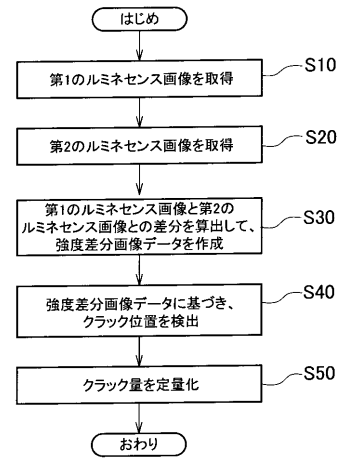 はじめ
第1のルミネセンス画像を取得
S10
第2のルミネセンス画像を取得
S20
第1のルミネセンス画像と第2の
ルミネセンス画像との差分を算出して、
強度差分画像データを作成
S30
強度差分画像データに基づき、
クラック位置を検出
S40
クラック量を定量化
S50
おわり